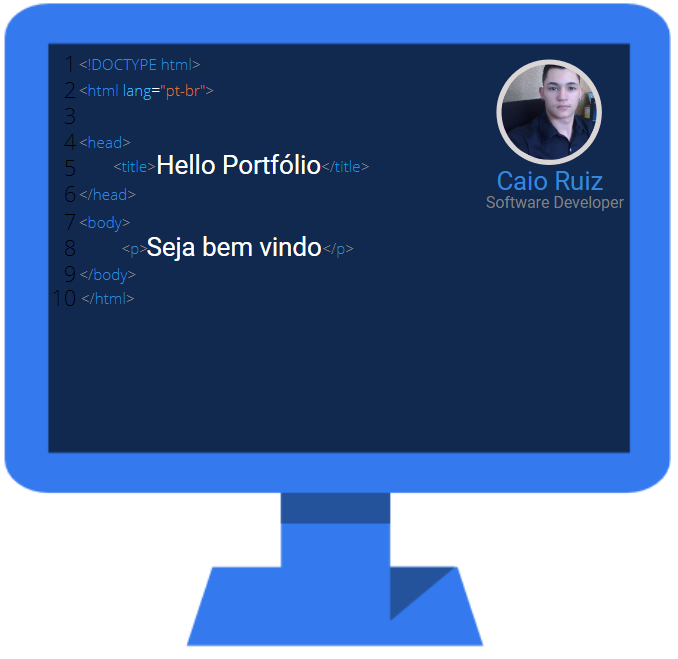 1 <!DOCTYPE html>
2 <html lang="pt-br">
3
4 <head>
5 <title>Hello Portfólio</title>
6 </head>
7 <body>
8 <p>Seja bem vindo</p>
9 </body>
10 </html>
Caio Ruiz
Software Developer